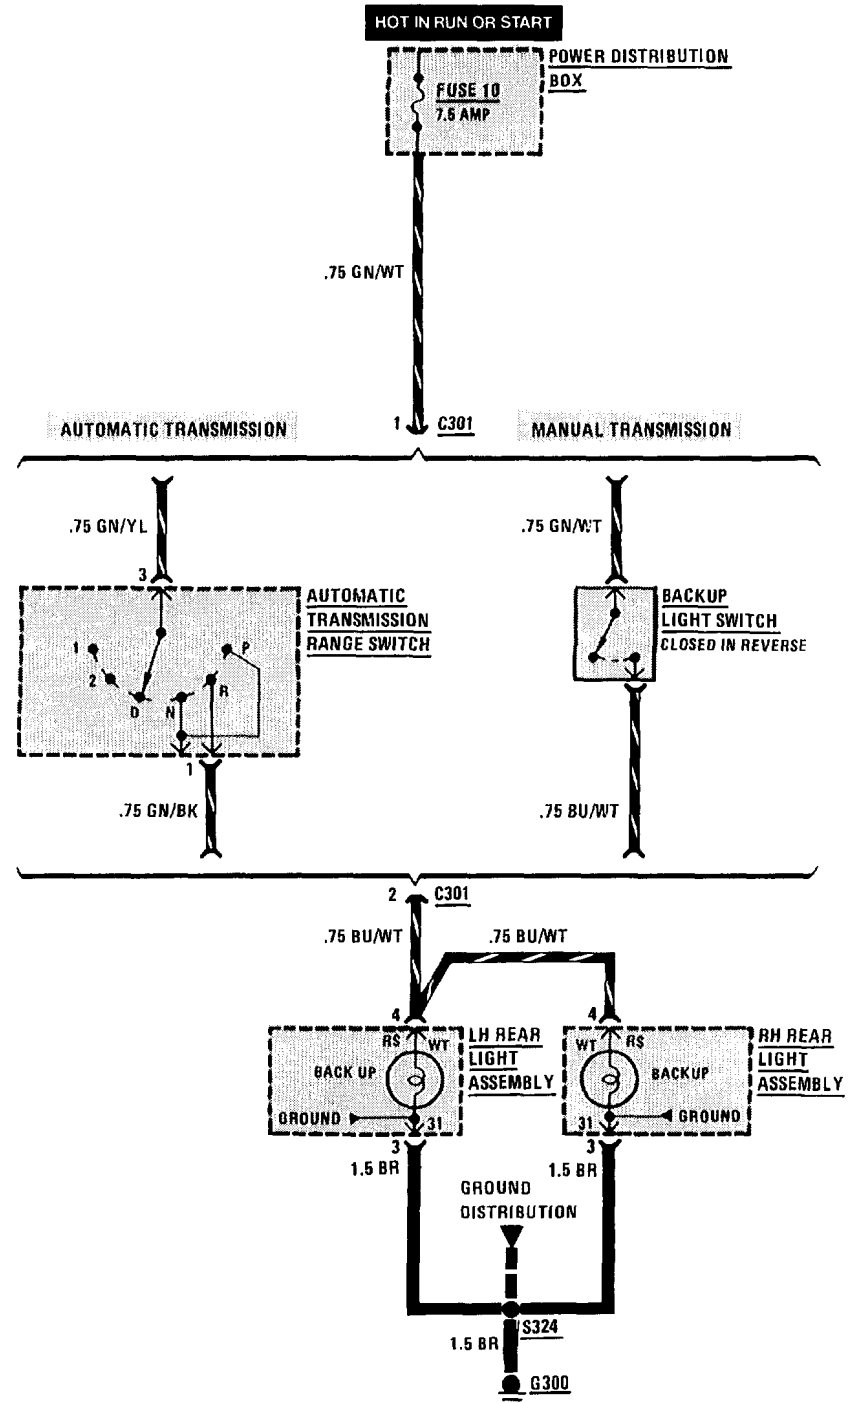 HOT IN RUN OR START
POWER DISTRIBUTION
BOX
FUSE 10
7.5 AMP
.75 GN/WT
1 C301
AUTOMATIC TRANSMISSION
MANUAL TRANSMISSION
.75 GN/YL
.75 GN/WT
3
AUTOMATIC
TRANSMISSION
RANGE SWITCH
BACKUP
LIGHT SWITCH
CLOSED IN REVERSE
1
2
D
N
R
P
1
.75 GN/BK
.75 BU/WT
2 C301
.75 BU/WT
.75 BU/WT
4
4
RS WT
LH REAR
LIGHT
ASSEMBLY
WT RS
RH REAR
LIGHT
ASSEMBLY
BACK UP
BACKUP
GROUND
31
31
GROUND
3
3
1.5 BR
1.5 BR
GROUND
DISTRIBUTION
S324
1.5 BR
G300